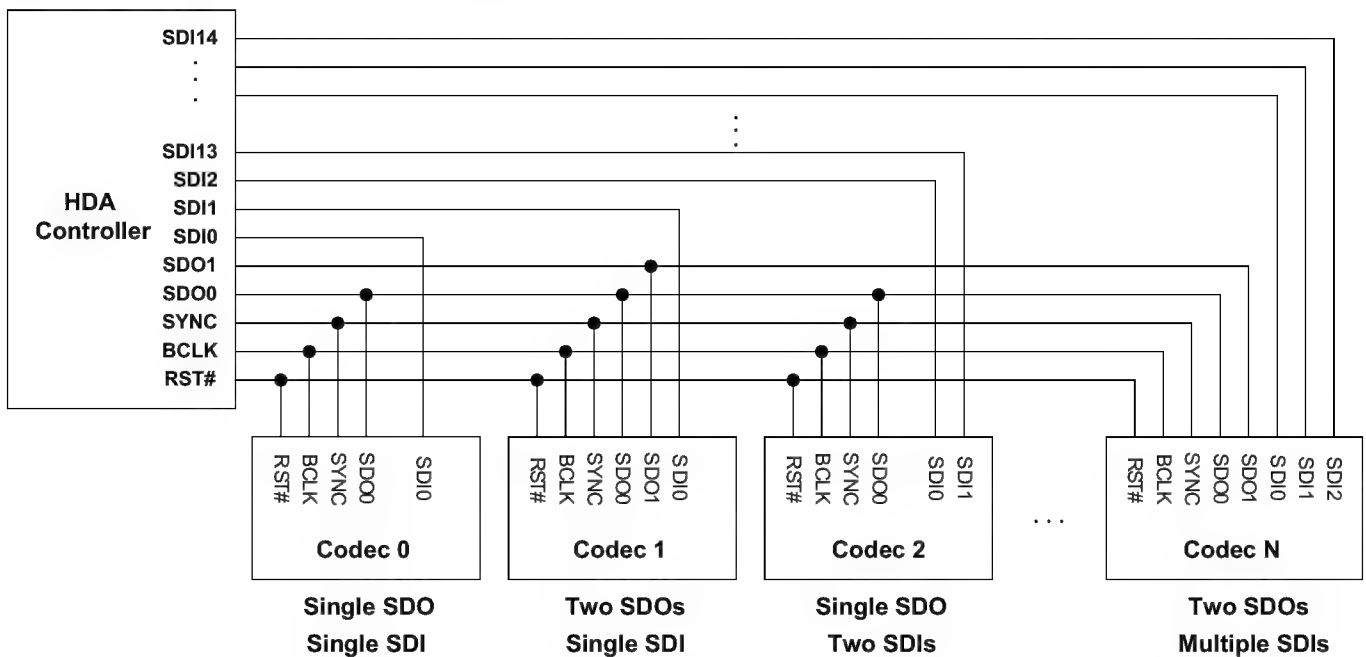 SDI14
.
.
.
SDI13
SDI2
SDI1
SDI0
SDO1
SDO0
SYNC
BCLK
RST#
HDA
Controller
...
RST#
BCLK
SYNC
SDO0
SDI0
Codec 0
Single SDO
Single SDI
RST#
BCLK
SYNC
SDO0
SDO1
SDI0
Codec 1
Two SDOs
Single SDI
RST#
BCLK
SYNC
SDO0
SDI0
SDI1
Codec 2
Single SDO
Two SDIs
...
RST#
BCLK
SYNC
SDO0
SDO1
SDI0
SDI1
SDI2
Codec N
Two SDOs
Multiple SDIs